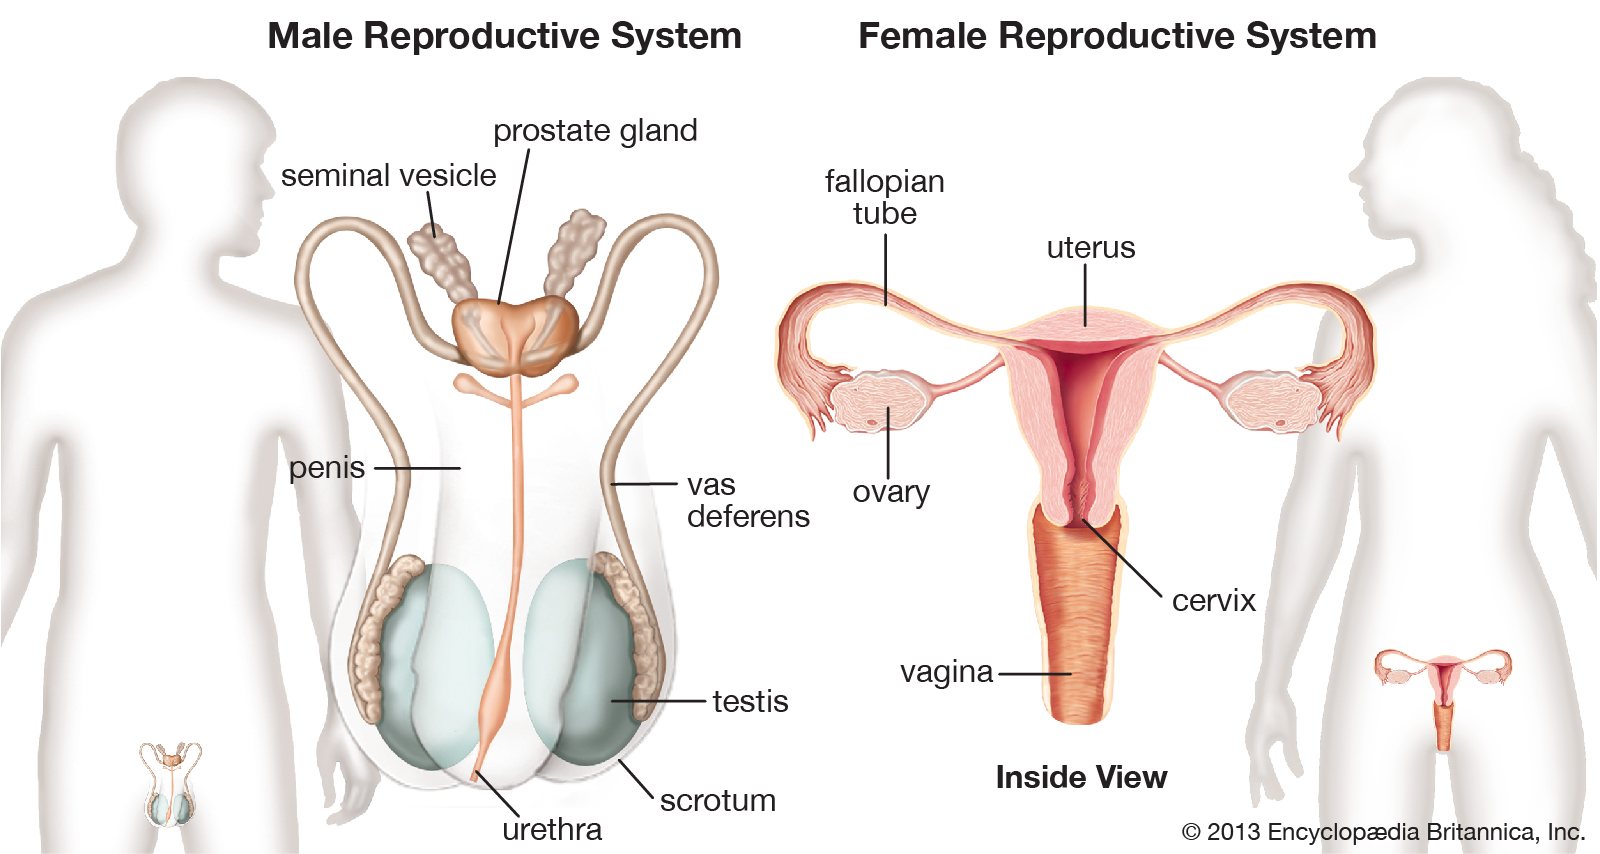 Male Reproductive System
Female Reproductive System
prostate gland
seminal vesicle
penis
vas
deferens
testis
scrotum
urethra
fallopian
tube
uterus
ovary
cervix
vagina
Inside View
© 2013 Encyclopædia Britannica, Inc.